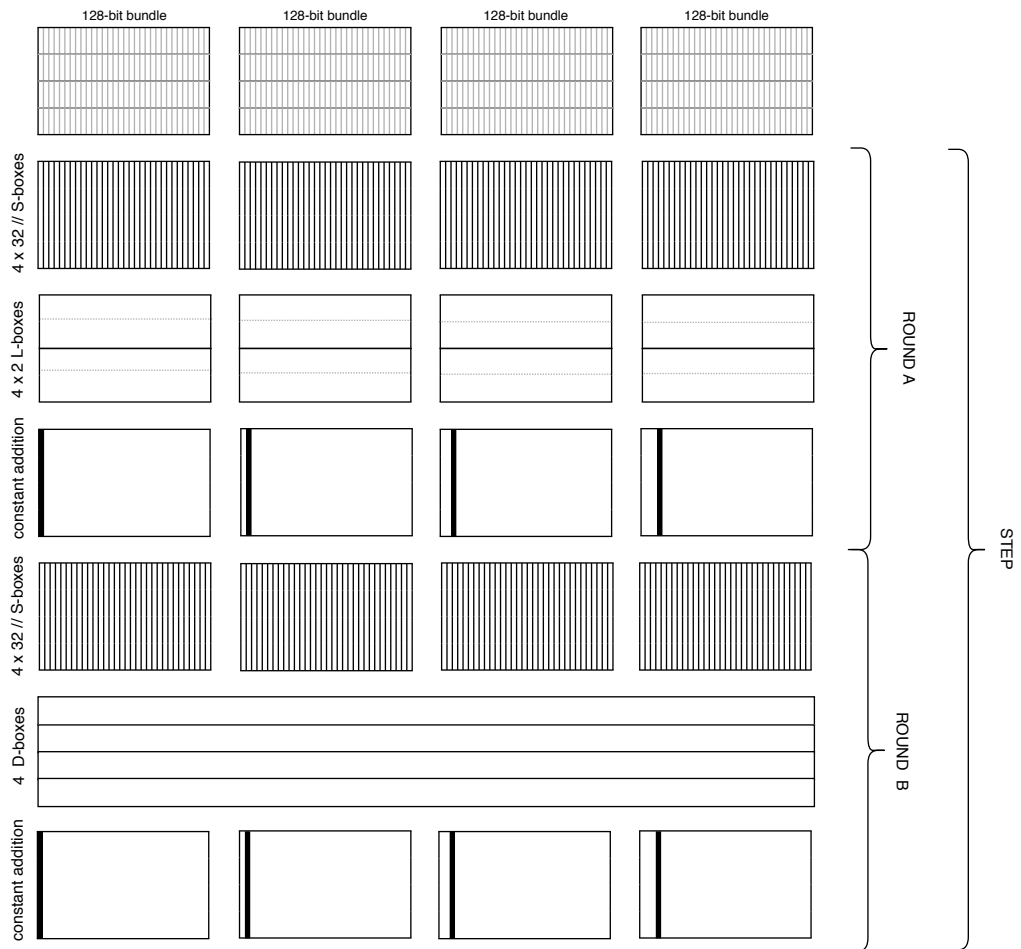 128-bit bundle
128-bit bundle
128-bit bundle
128-bit bundle
4 x 32 // S-boxes
4 x 2 L-boxes
constant addition
ROUND A
STEP
4 x 32 // S-boxes
4 D-boxes
constant addition
ROUND B